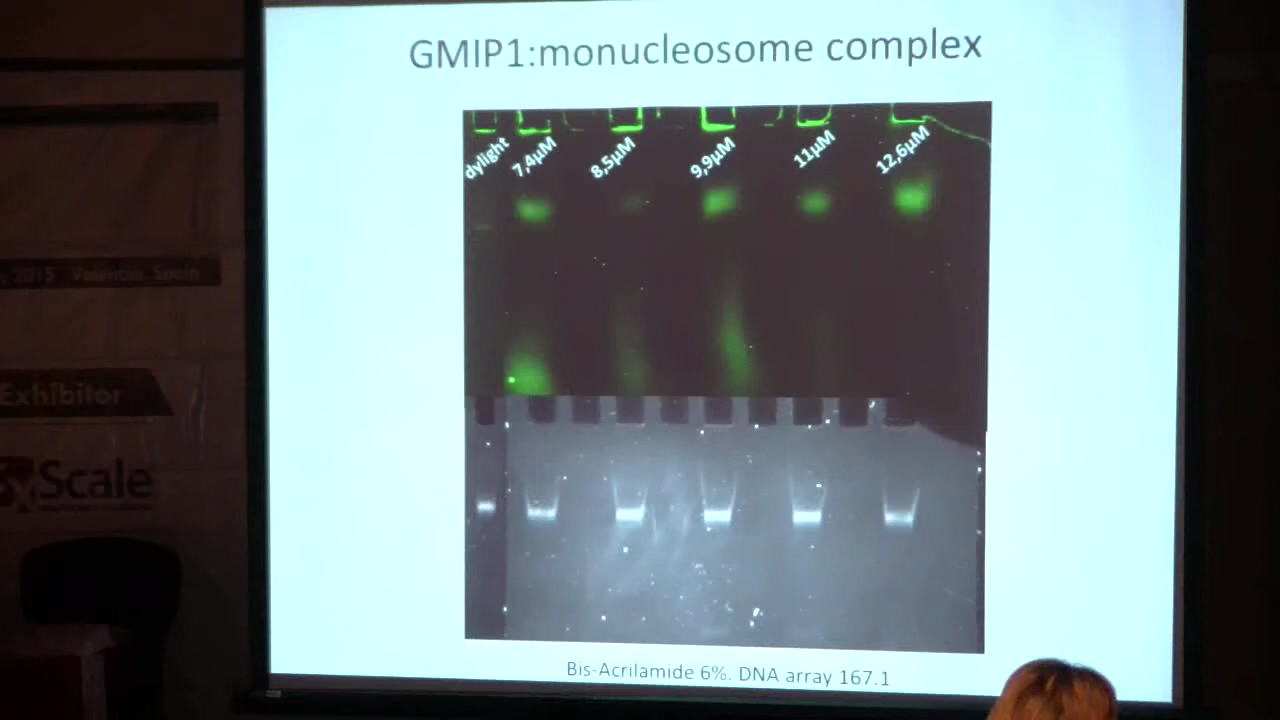 GMIP1:monucleosome complex
dylight
7,4µM
8,5µM
9,9µM
11µM
12,6µM
Bis-Acrilamide 6%. DNA array 167.1
, 2015 Valencia, Spain
Exhibitor
Scale